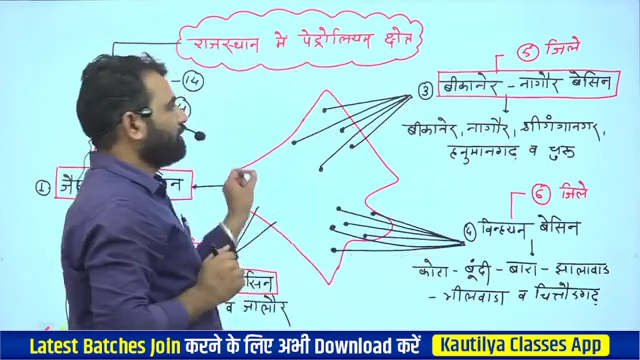 राजस्थान में पेट्रोलियम क्षेत्र
14
① जै
न
सिन
व जालौर
⑤ जिले
③ बीकानेर - नागौर बेसिन
बीकानेर, नागौर, श्रीगंगानगर,
हनुमानगढ़ व चुरू
⑥ जिले
④ विन्ध्यन बेसिन
कोटा - बूंदी - बारां - झालावाड़
- भीलवाड़ा व चित्तौड़गढ़
Latest Batches Join करने के लिए अभी Download करें Kautilya Classes App